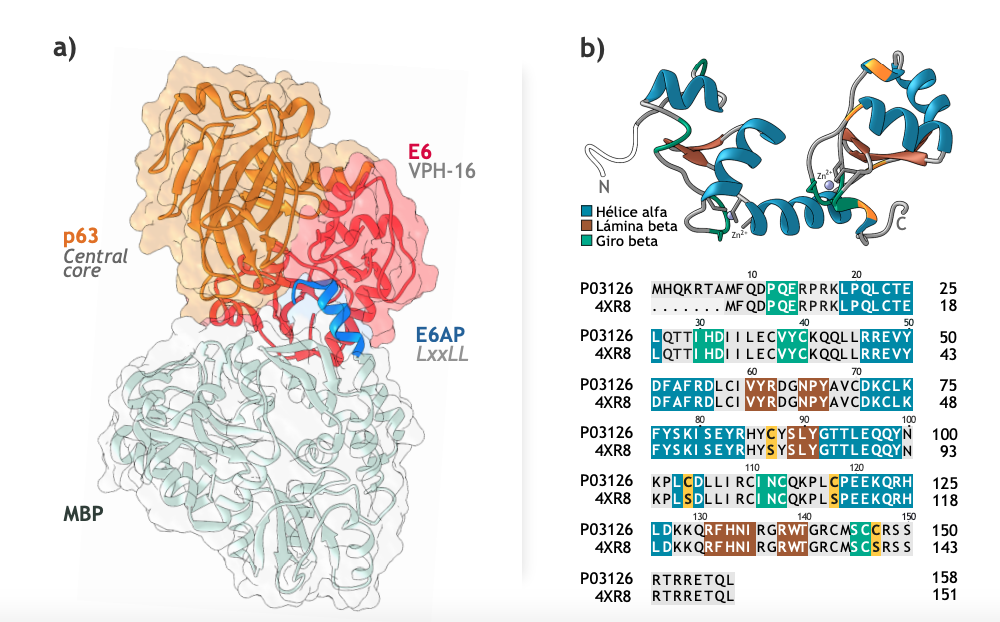 a)
E6
VPH-16
p63
Central
core
E6AP
LxxLL
MBP
b)
N
Zn2+
Zn2+
C
Hélice alfa
Lámina beta
Giro beta
10 20
P03126 MHQKRTAMFQDPQERPRKLPQLCTE 25
4XR8 .......MFQDPQERPRKLPQLCTE 18
30 40 50
P03126 LQTTIHDIILECVYCKQQLLRREVY 50
4XR8 LQTTIHDIILECVYCKQQLLRREVY 43
60 70
P03126 DFAFRDLCIVYRDGNPYAVCDKCLK 75
4XR8 DFAFRDLCIVYRDGNPYAVCDKCLK 48
80 90 100
P03126 FYSKISEYRHYCYSLYGTTLEQQYN 100
4XR8 FYSKISEYRHYSYSLYGTTLEQQYN 93
110 120
P03126 KPLCDLLIRCINCQKPLCPEEKQRH 125
4XR8 KPLSDLLIRCINCQKPLSPEEKQRH 118
130 140 150
P03126 LDKKQRFHNIRGRWTGRCMSCCRSS 150
4XR8 LDKKQRFHNIRGRWTGRCMSCSRSS 143
P03126 RTRRETQL 158
4XR8 RTRRETQL 151